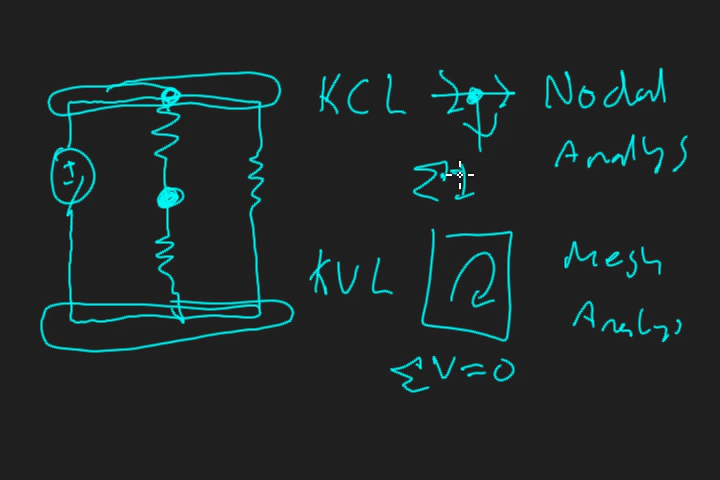 KCL Nodal
Analys
ΣI
KVL Mesh
Analys
ΣV=0
±